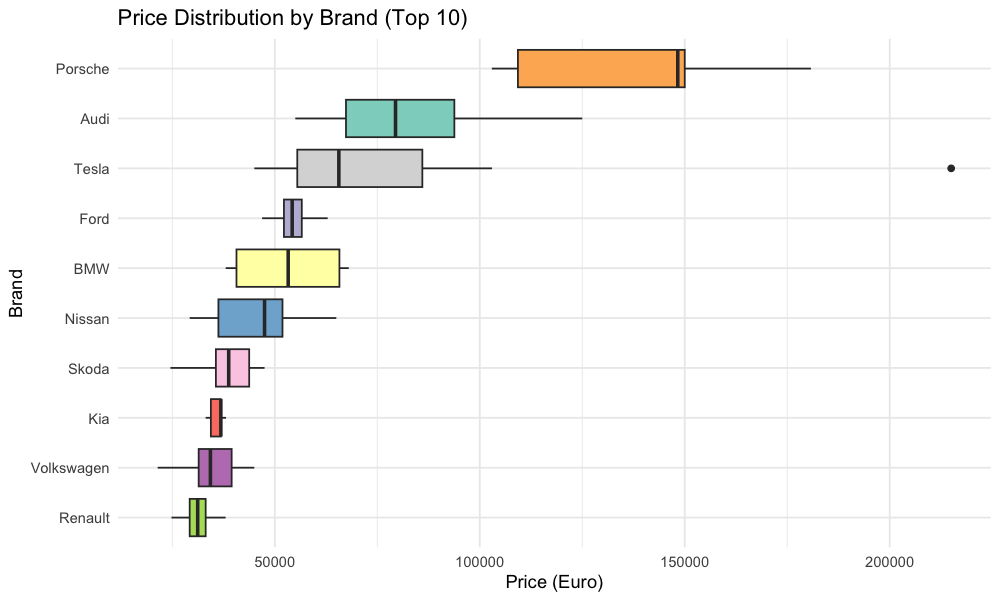 Price Distribution by Brand (Top 10)
Brand
Porsche
Audi
Tesla
Ford
BMW
Nissan
Skoda
Kia
Volkswagen
Renault
50000 100000 150000 200000
Price (Euro)